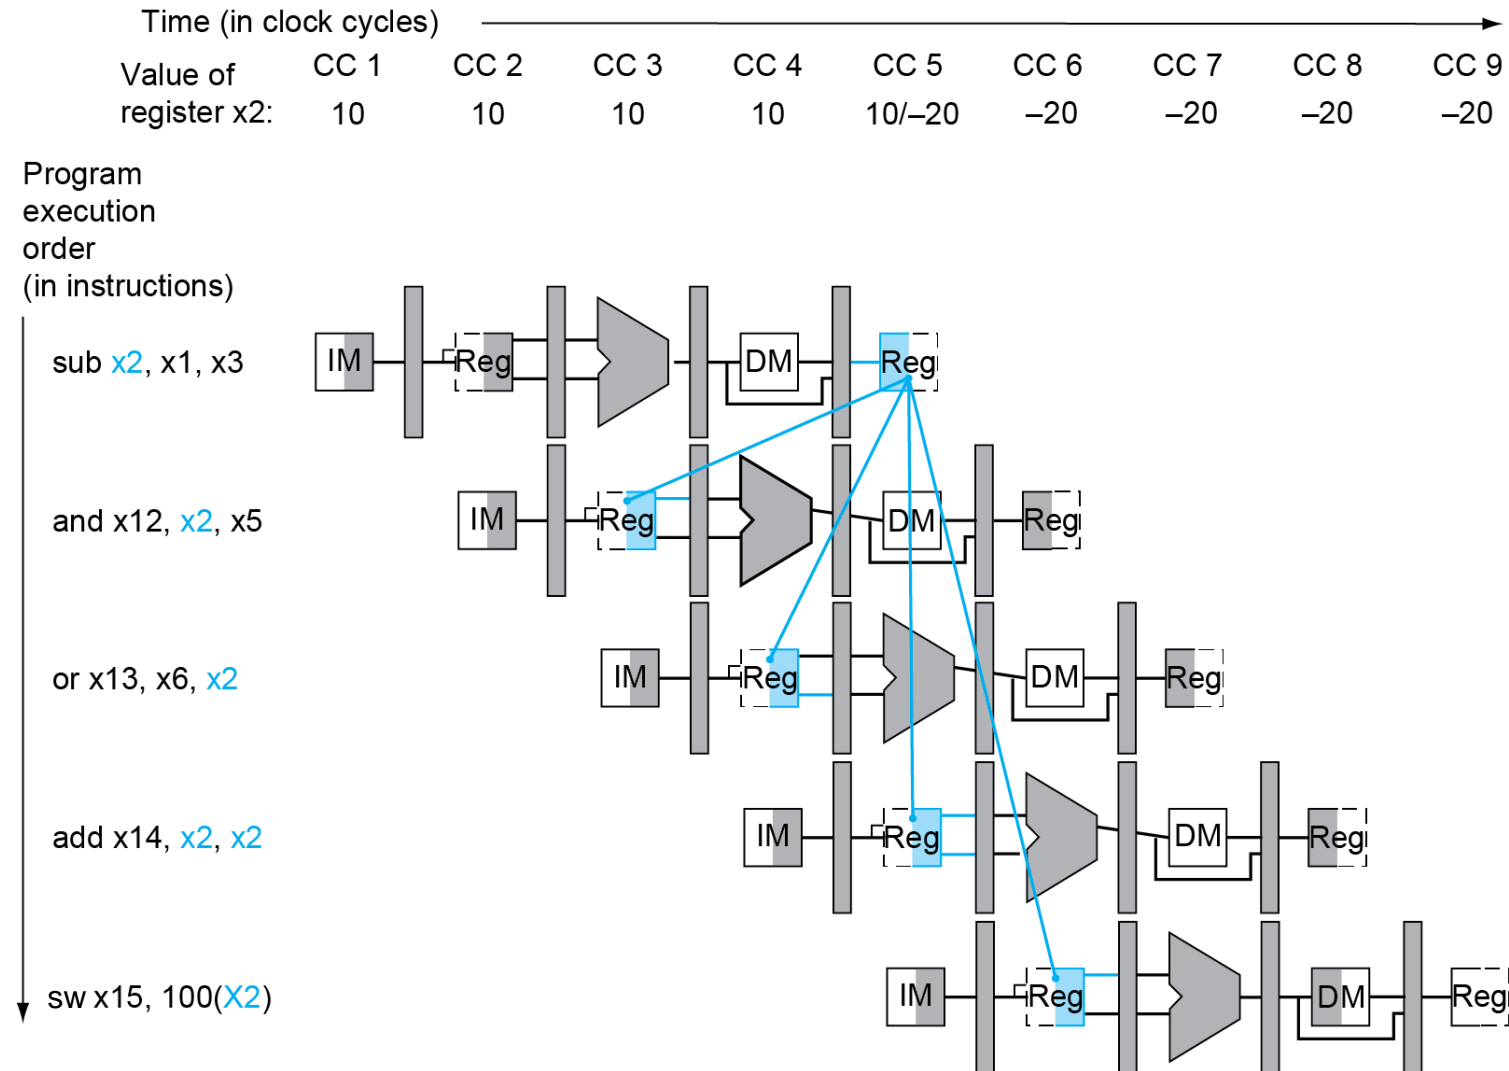 Time (in clock cycles)
Value of register x2:
CC 1 CC 2 CC 3 CC 4 CC 5 CC 6 CC 7 CC 8 CC 9
10 10 10 10 10/–20 –20 –20 –20 –20
Program
execution
order
(in instructions)
sub x2, x1, x3
IM Reg DM Reg
and x12, x2, x5
IM Reg DM Reg
or x13, x6, x2
IM Reg DM Reg
add x14, x2, x2
IM Reg DM Reg
sw x15, 100(X2)
IM Reg DM Reg